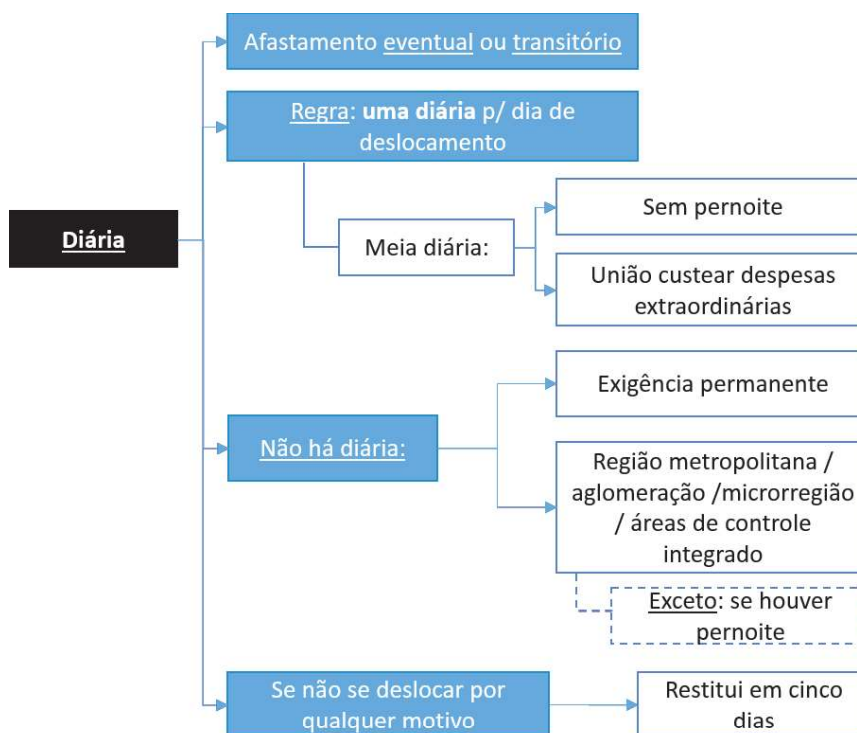 Afastamento eventual ou transitório
Regra: uma diária p/ dia de
deslocamento
Sem pernoite
Diária
Meia diária:
União custear despesas
extraordinárias
Exigência permanente
Não há diária:
Região metropolitana /
aglomeração /microrregião
/ áreas de controle
integrado
Exceto: se houver
pernoite
Se não se deslocar por
qualquer motivo
Restitui em cinco
dias